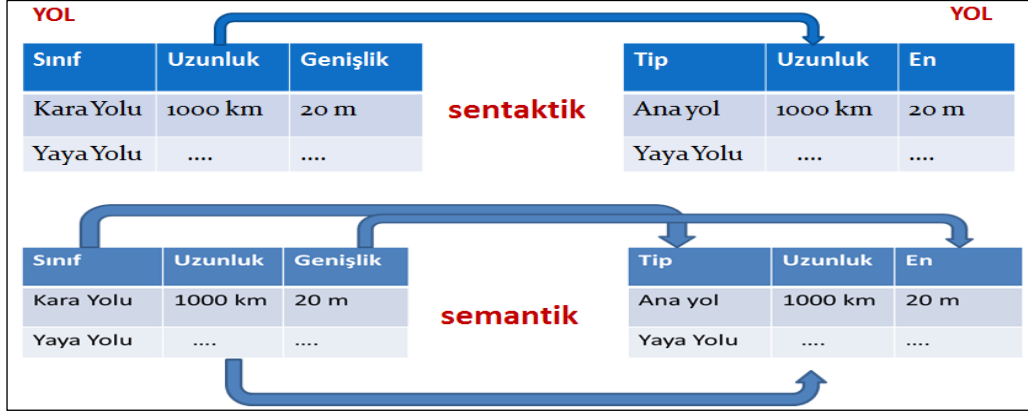 YOL
YOL
Sınıf Uzunluk Genişlik
Kara Yolu 1000 km 20 m
Yaya Yolu .... ....
sentaktik
Tip Uzunluk En
Ana yol 1000 km 20 m
Yaya Yolu .... ....
Sınıf Uzunluk Genişlik
Kara Yolu 1000 km 20 m
Yaya Yolu .... ....
semantik
Tip Uzunluk En
Ana yol 1000 km 20 m
Yaya Yolu .... ....